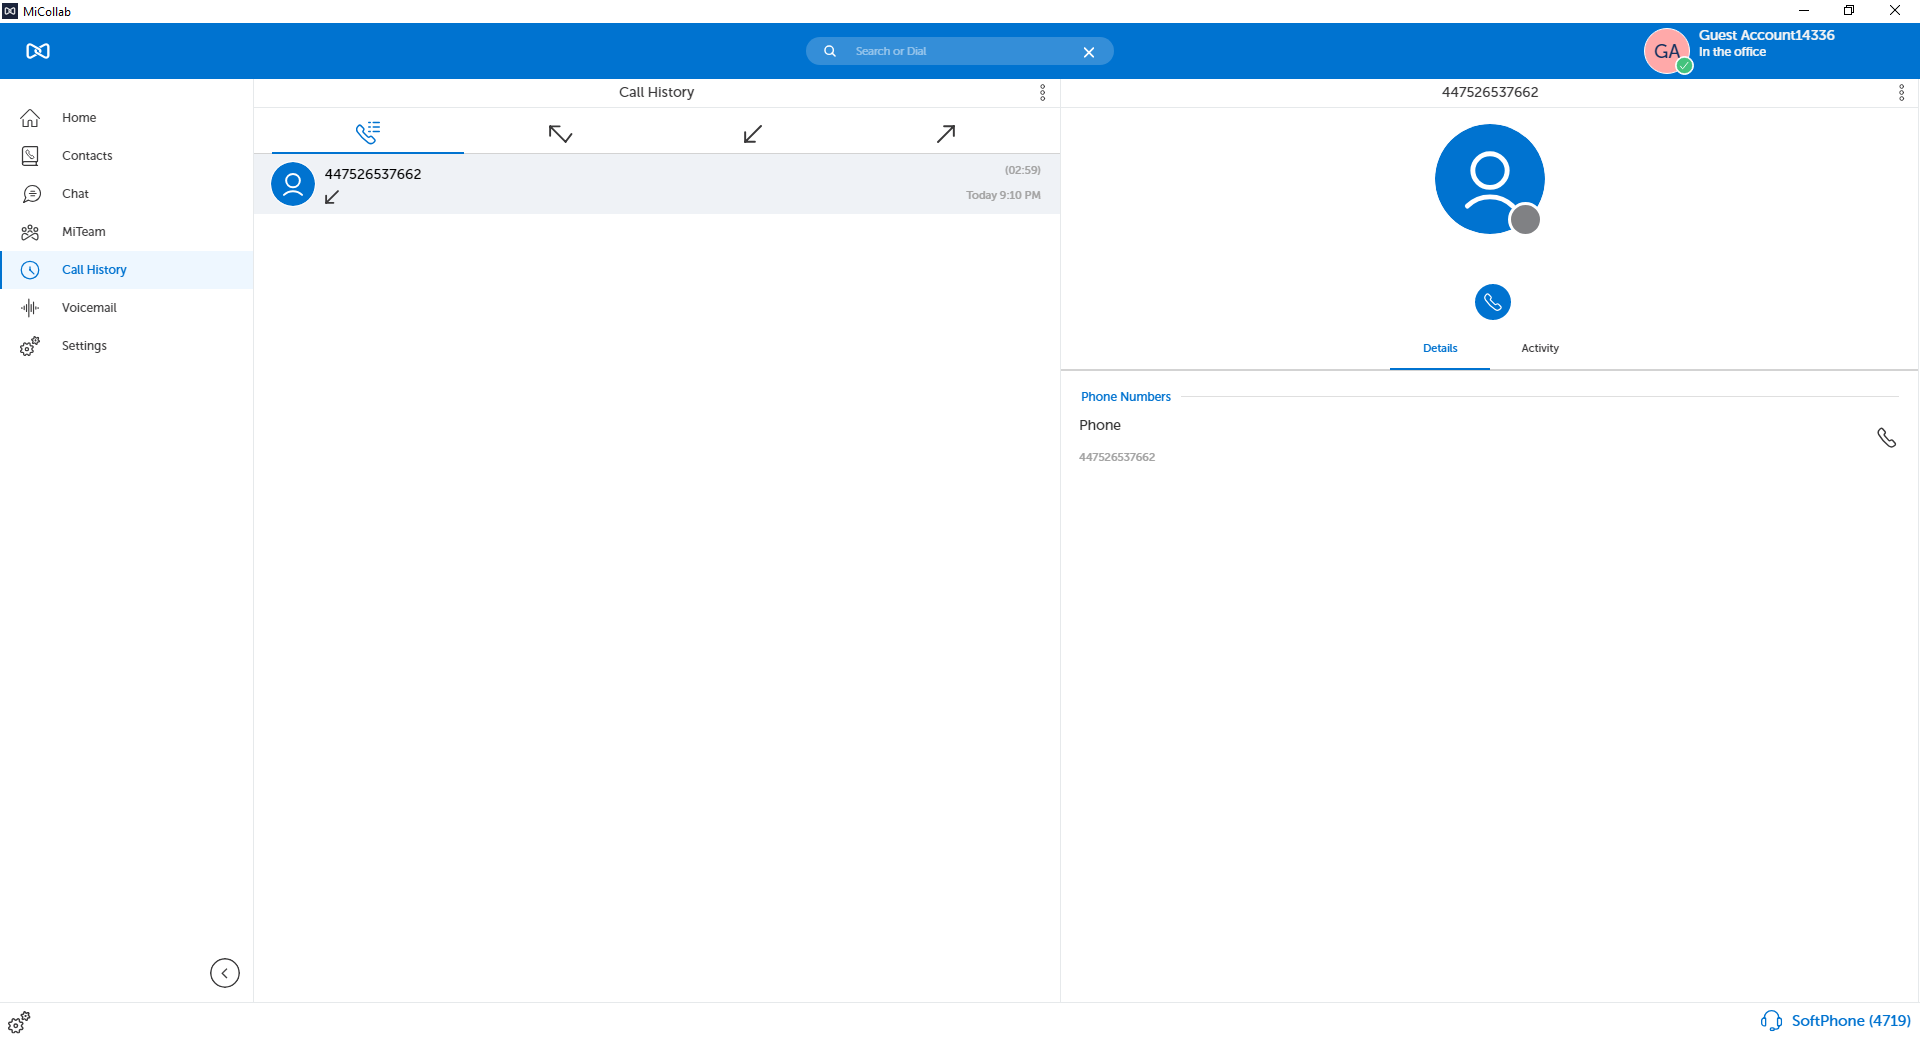 MiCollab
Search or Dial
GA
Guest Account14336
In the office
Home
Contacts
Chat
MiTeam
Call History
Voicemail
Settings
Call History
447526537662
(02:59)
Today 9:10 PM
447526537662
Details
Activity
Phone Numbers
Phone
447526537662
SoftPhone (4719)